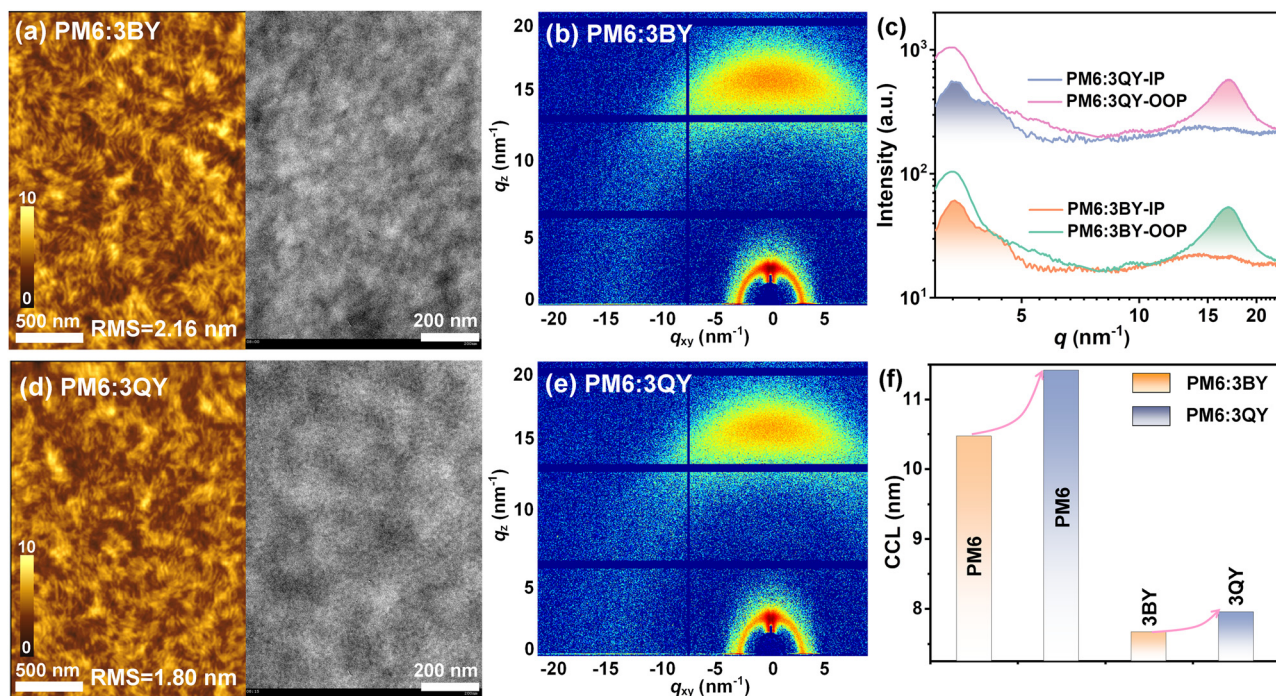 (a) PM6:3BY
10
0
500 nm
RMS=2.16 nm
200 nm
(b) PM6:3BY
20
15
10
5
0
qz (nm-1)
-20 -15 -10 -5 0 5
qxy (nm-1)
(c)
103
102
101
Intensity (a.u.)
PM6:3QY-IP
PM6:3QY-OOP
PM6:3BY-IP
PM6:3BY-OOP
5 10 15 20
q (nm-1)
(d) PM6:3QY
10
0
500 nm
RMS=1.80 nm
200 nm
(e) PM6:3QY
20
15
10
5
0
qz (nm-1)
-20 -15 -10 -5 0 5
qxy (nm-1)
(f)
11
10
9
8
CCL (nm)
PM6:3BY
PM6:3QY
PM6
PM6
3BY
3QY